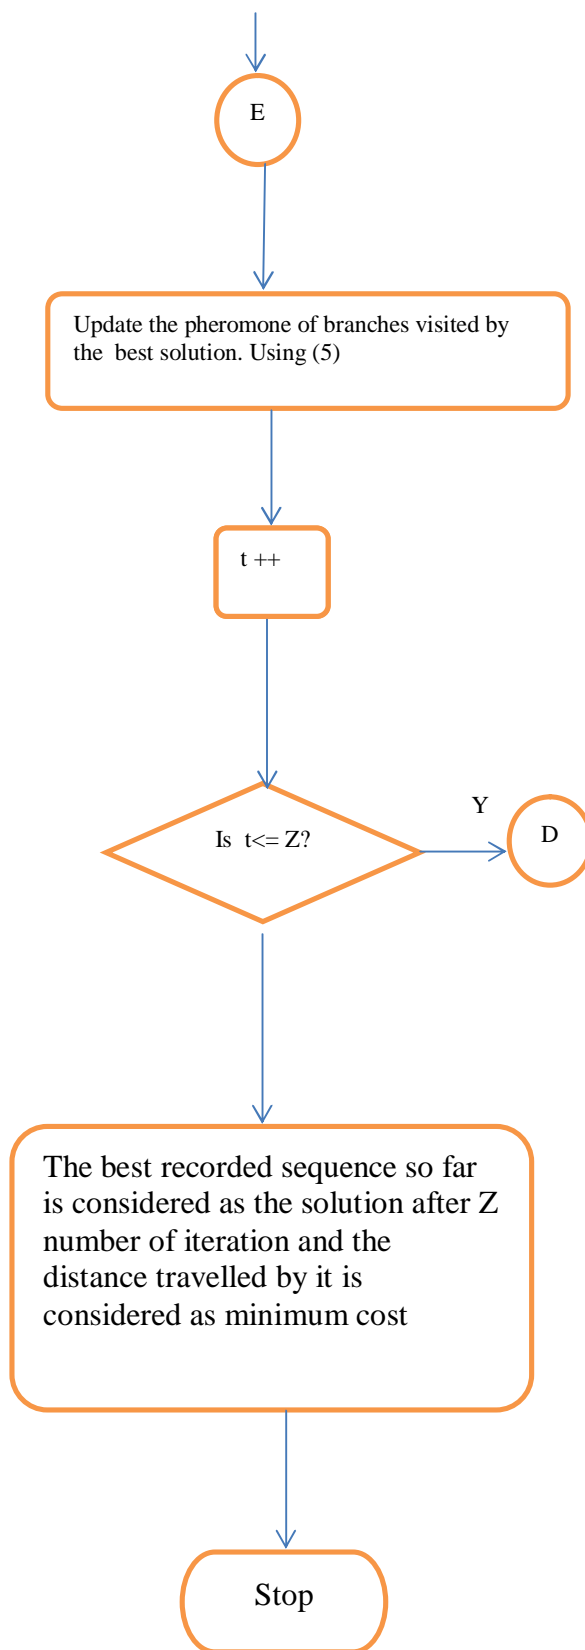 E
Update the pheromone of branches visited by
the best solution. Using (5)
t ++
Is t<= Z?
Y
D
The best recorded sequence so far
is considered as the solution after Z
number of iteration and the
distance travelled by it is
considered as minimum cost
Stop